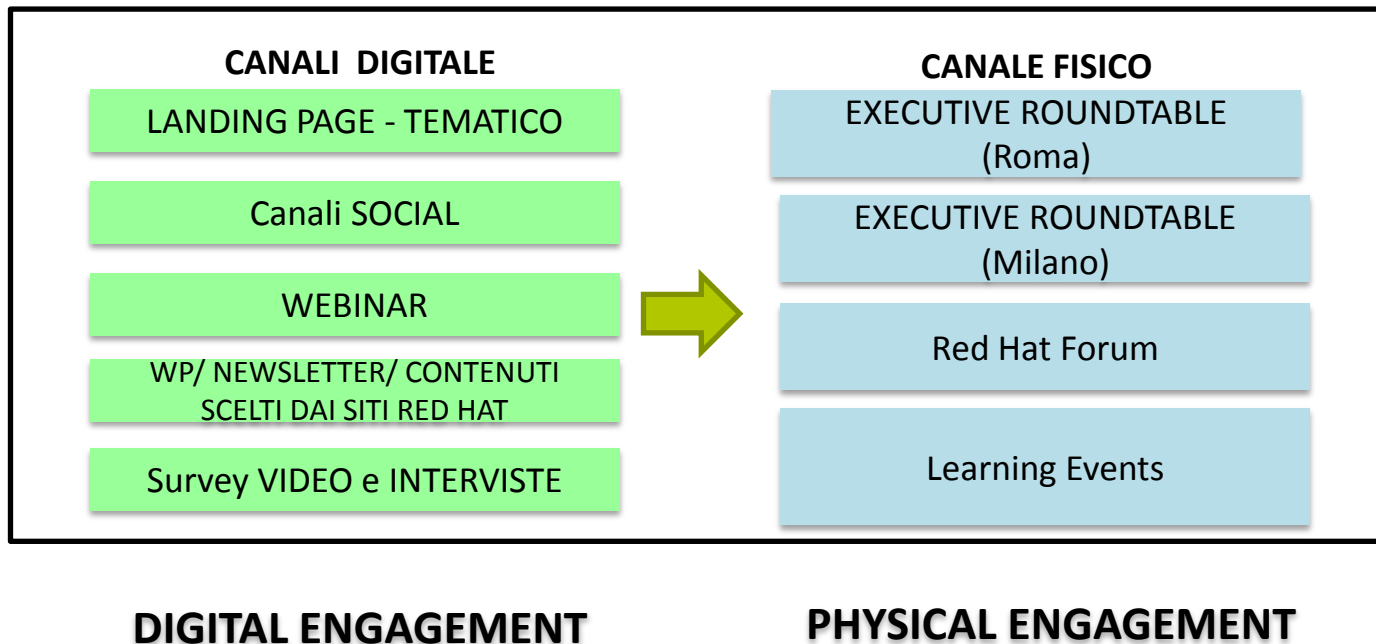 CANALI DIGITALE
LANDING PAGE - TEMATICO
Canali SOCIAL
WEBINAR
WP/ NEWSLETTER/ CONTENUTI
SCELTI DAI SITI RED HAT
Survey VIDEO e INTERVISTE
CANALE FISICO
EXECUTIVE ROUNDTABLE
(Roma)
EXECUTIVE ROUNDTABLE
(Milano)
Red Hat Forum
Learning Events
DIGITAL ENGAGEMENT
PHYSICAL ENGAGEMENT